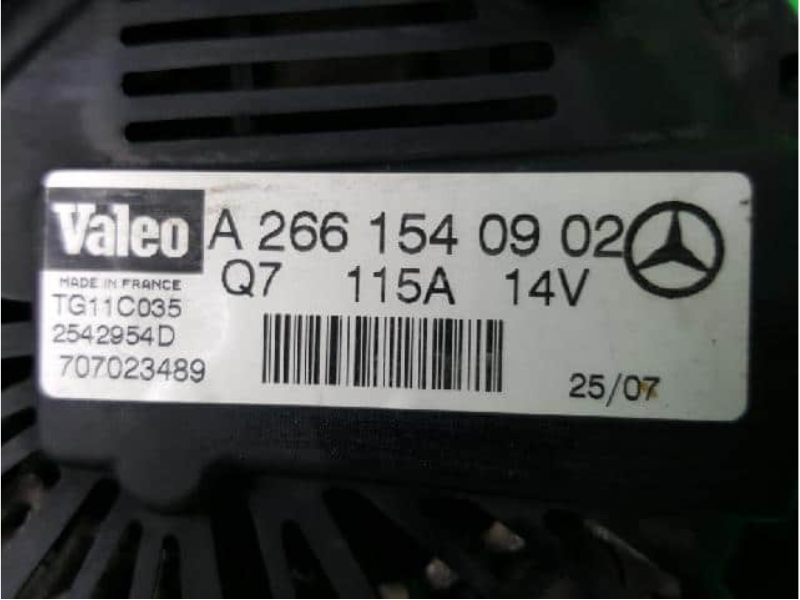 Valeo A 266 154 09 02
MADE IN FRANCE Q7 115A 14V
TG11C035
2542954D
707023489
25/07